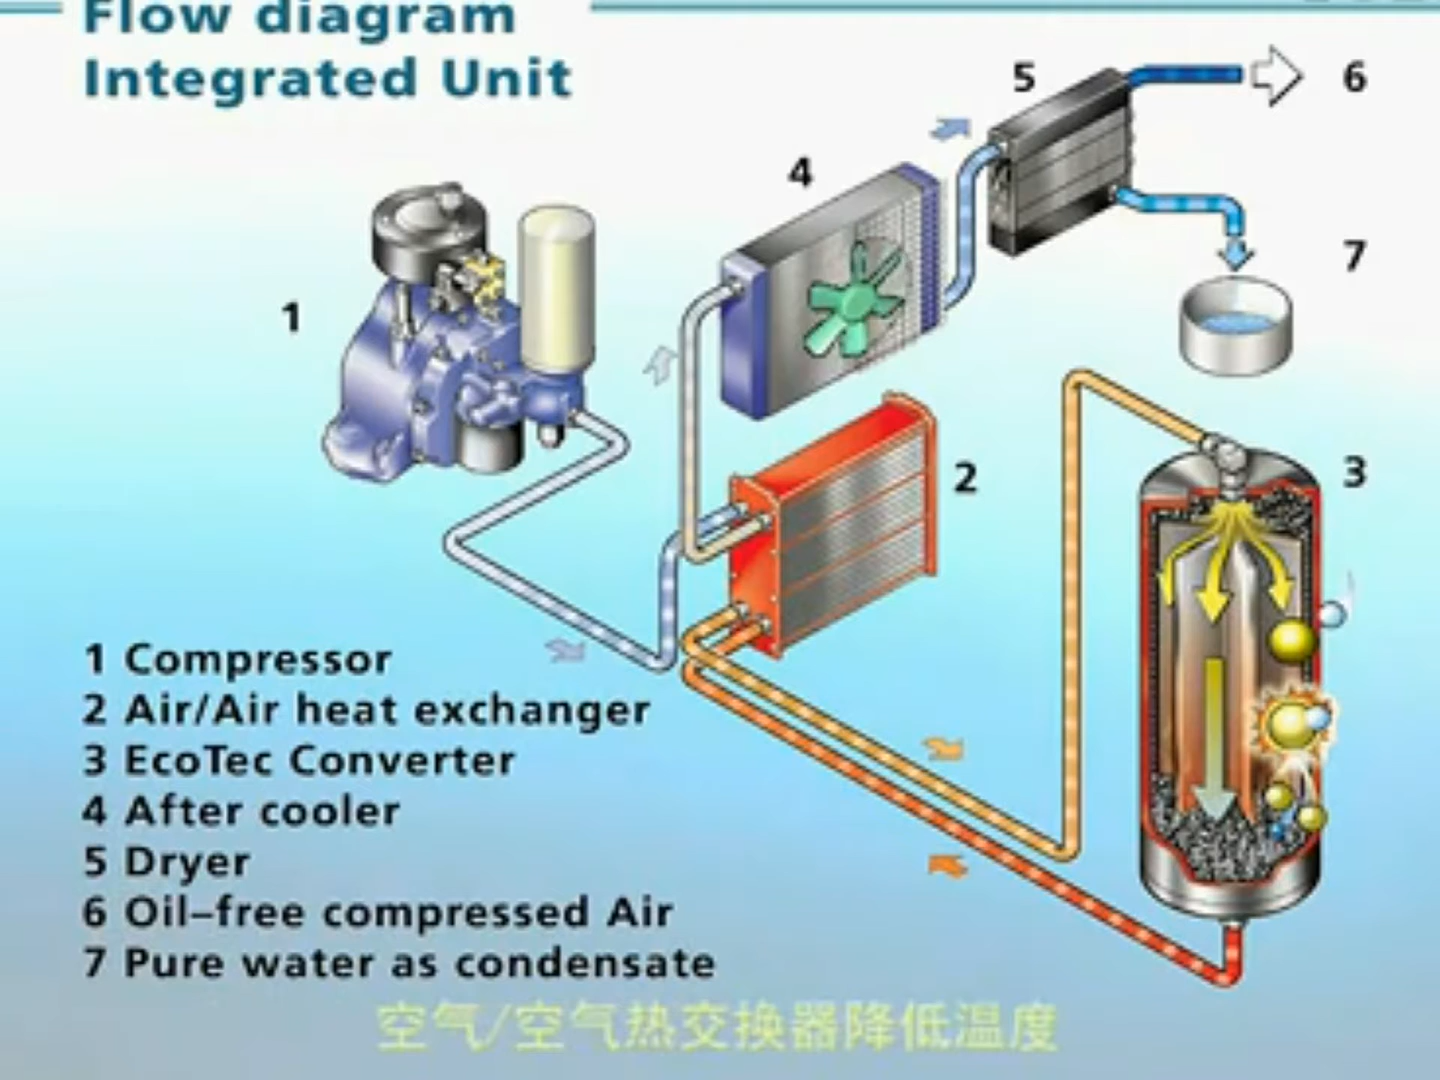 Flow diagram
Integrated Unit
5
6
4
7
1
2
3
1 Compressor
2 Air/Air heat exchanger
3 EcoTec Converter
4 After cooler
5 Dryer
6 Oil–free compressed Air
7 Pure water as condensate
空气/空气热交换器降低温度